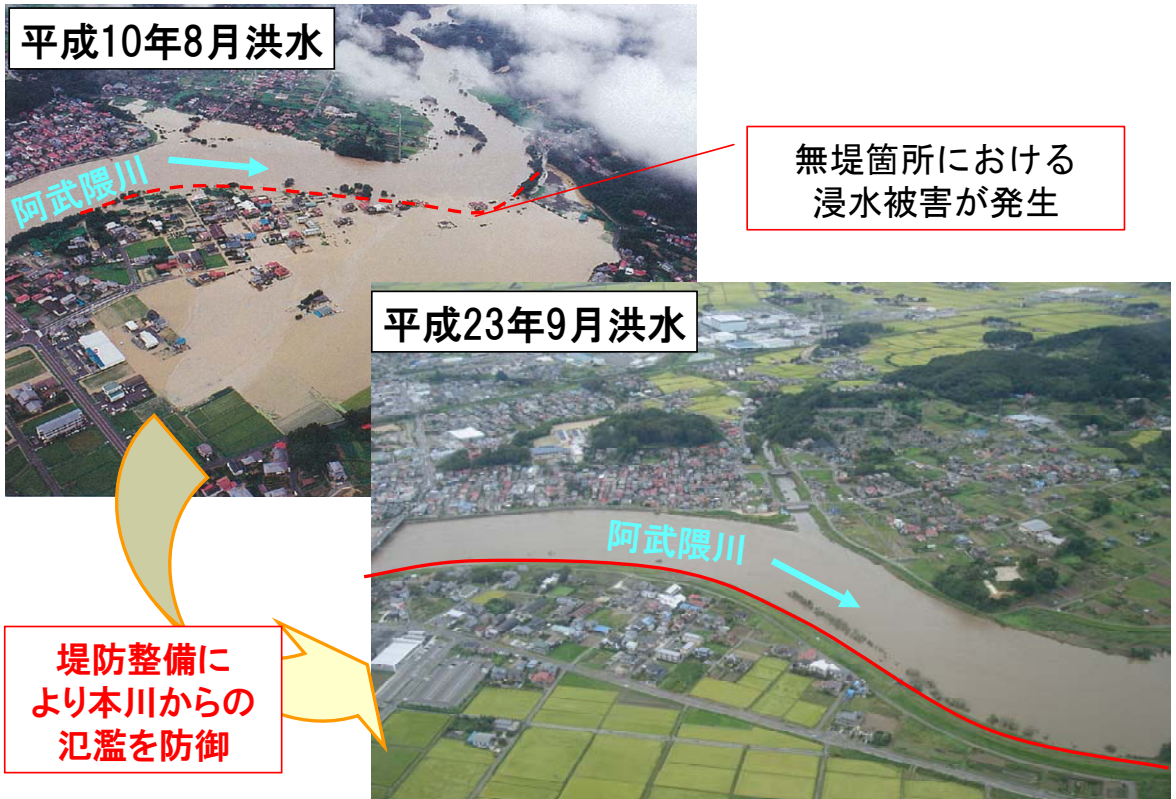 平成10年8月洪水
阿武隈川
無堤箇所における
浸水被害が発生
平成23年9月洪水
阿武隈川
堤防整備に
より本川からの
氾濫を防御